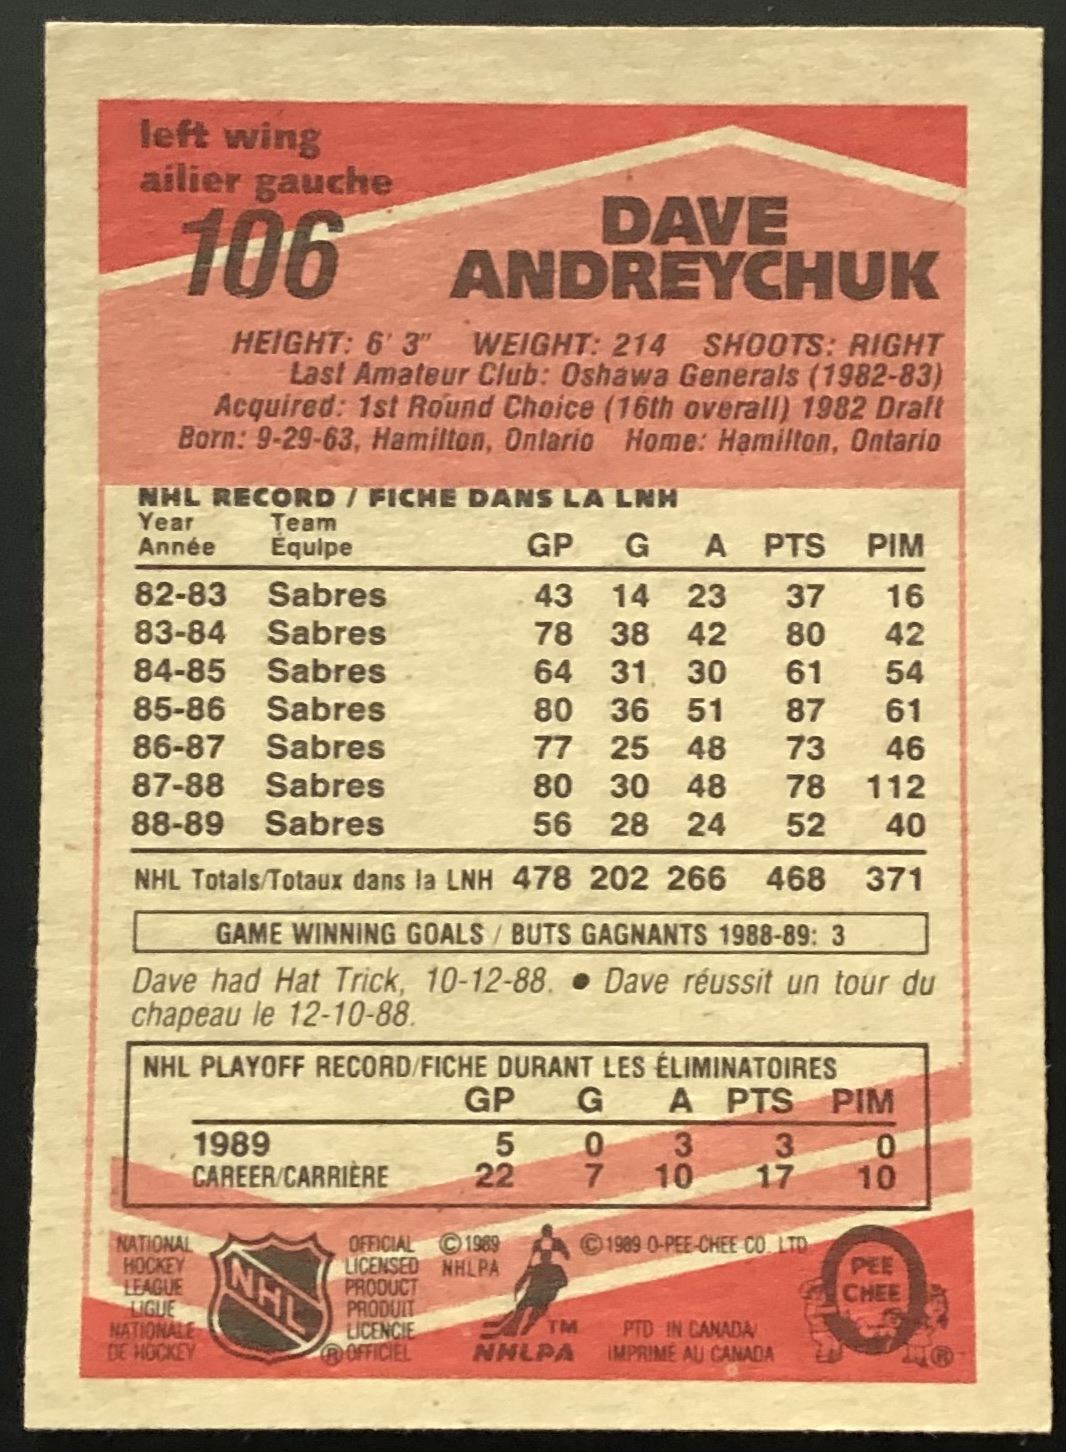 left wing
ailier gauche
106
DAVE
ANDREYCHUK
HEIGHT: 6' 3" WEIGHT: 214 SHOOTS: RIGHT
Last Amateur Club: Oshawa Generals (1982-83)
Acquired: 1st Round Choice (16th overall) 1982 Draft
Born: 9-29-63, Hamilton, Ontario Home: Hamilton, Ontario
NHL RECORD / FICHE DANS LA LNH
Year Team
Année Équipe GP G A PTS PIM
82-83 Sabres 43 14 23 37 16
83-84 Sabres 78 38 42 80 42
84-85 Sabres 64 31 30 61 54
85-86 Sabres 80 36 51 87 61
86-87 Sabres 77 25 48 73 46
87-88 Sabres 80 30 48 78 112
88-89 Sabres 56 28 24 52 40
NHL Totals/Totaux dans la LNH 478 202 266 468 371
GAME WINNING GOALS / BUTS GAGNANTS 1988-89: 3
Dave had Hat Trick, 10-12-88. ● Dave réussit un tour du
chapeau le 12-10-88.
NHL PLAYOFF RECORD/FICHE DURANT LES ÉLIMINATOIRES
GP G A PTS PIM
1989 5 0 3 3 0
CAREER/CARRIÈRE 22 7 10 17 10
NATIONAL
HOCKEY
LEAGUE
LIGUE
NATIONALE
DE HOCKEY
NHL
®
OFFICIAL
LICENSED
PRODUCT
PRODUIT
LICENCIE
OFFICIEL
©1989
NHLPA
TM
NHLPA
©1989 O-PEE-CHEE CO. LTD
PTD IN CANADA/
IMPRIMÉ AU CANADA
O
PEE
CHEE
®